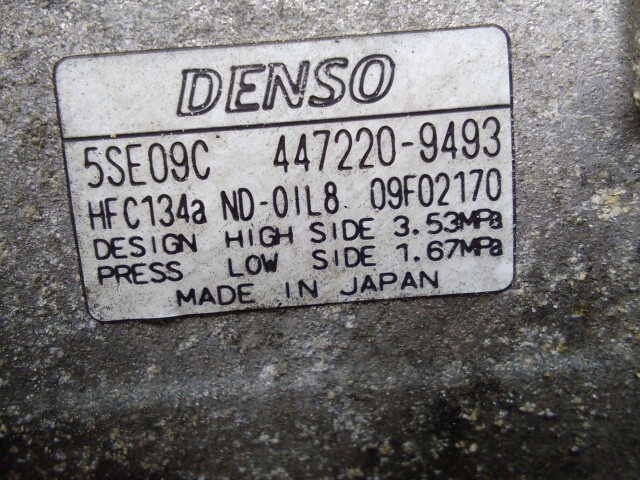 DENSO
5SE09C 447220-9493
HFC134a ND-OIL8 09F02170
DESIGN HIGH SIDE 3.53MPa
PRESS LOW SIDE 1.67MPa
MADE IN JAPAN